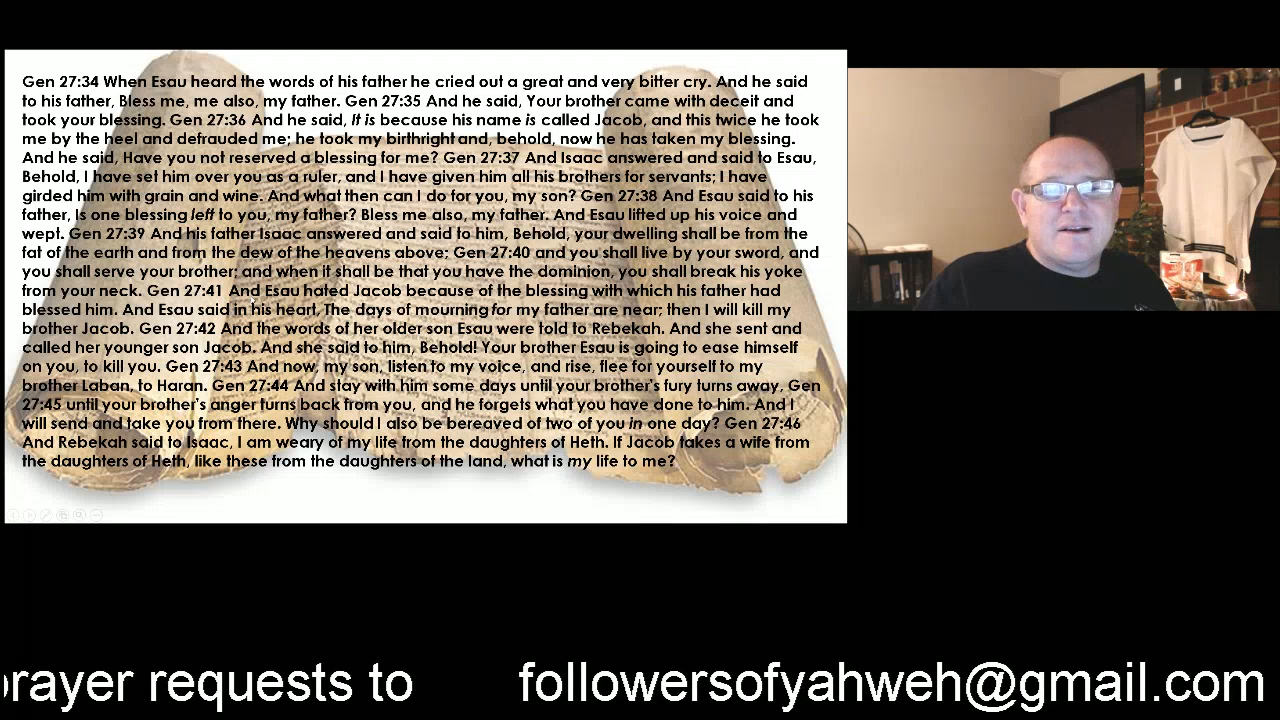 Gen 27:34 When Esau heard the words of his father he cried out a great and very bitter cry. And he said
to his father, Bless me, me also, my father. Gen 27:35 And he said, Your brother came with deceit and
took your blessing. Gen 27:36 And he said, It is because his name is called Jacob, and this twice he took
me by the heel and defrauded me; he took my birthright and, behold, now he has taken my blessing.
And he said, Have you not reserved a blessing for me? Gen 27:37 And Isaac answered and said to Esau,
Behold, I have set him over you as a ruler, and I have given him all his brothers for servants; I have
girded him with grain and wine. And what then can I do for you, my son? Gen 27:38 And Esau said to his
father, Is one blessing left to you, my father? Bless me also, my father. And Esau lifted up his voice and
wept. Gen 27:39 And his father Isaac answered and said to him, Behold, your dwelling shall be from the
fat of the earth and from the dew of the heavens above; Gen 27:40 and you shall live by your sword, and
you shall serve your brother; and when it shall be that you have the dominion, you shall break his yoke
from your neck. Gen 27:41 And Esau hated Jacob because of the blessing with which his father had
blessed him. And Esau said in his heart, The days of mourning for my father are near; then I will kill my
brother Jacob. Gen 27:42 And the words of her older son Esau were told to Rebekah. And she sent and
called her younger son Jacob. And she said to him, Behold! Your brother Esau is going to ease himself
on you, to kill you. Gen 27:43 And now, my son, listen to my voice, and rise, flee for yourself to my
brother Laban, to Haran. Gen 27:44 And stay with him some days until your brother's fury turns away, Gen
27:45 until your brother's anger turns back from you, and he forgets what you have done to him. And I
will send and take you from there. Why should I also be bereaved of two of you in one day? Gen 27:46
And Rebekah said to Isaac, I am weary of my life from the daughters of Heth. If Jacob takes a wife from
the daughters of Heth, like these from the daughters of the land, what is my life to me?
prayer requests to followersofyahweh@gmail.com